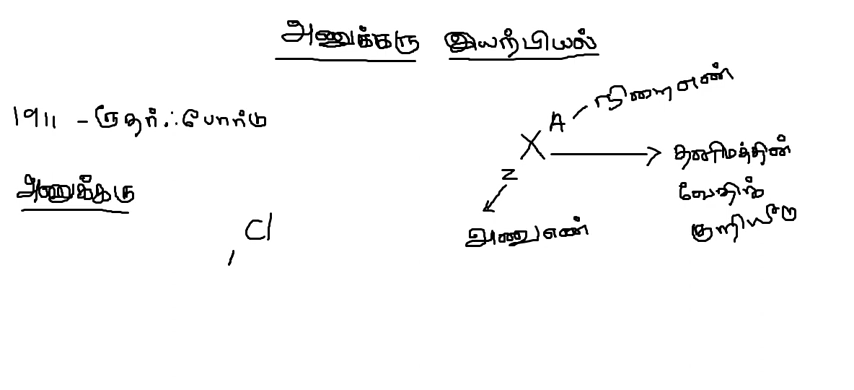 அணுக்கரு இயற்பியல்
1911 - ருதர்ஃபோர்டு
அணுக்கரு
, Cl
A - நிறை எண்
X → தனிமத்தின்
வேதிக்
குறியீடு
Z
அணு எண்